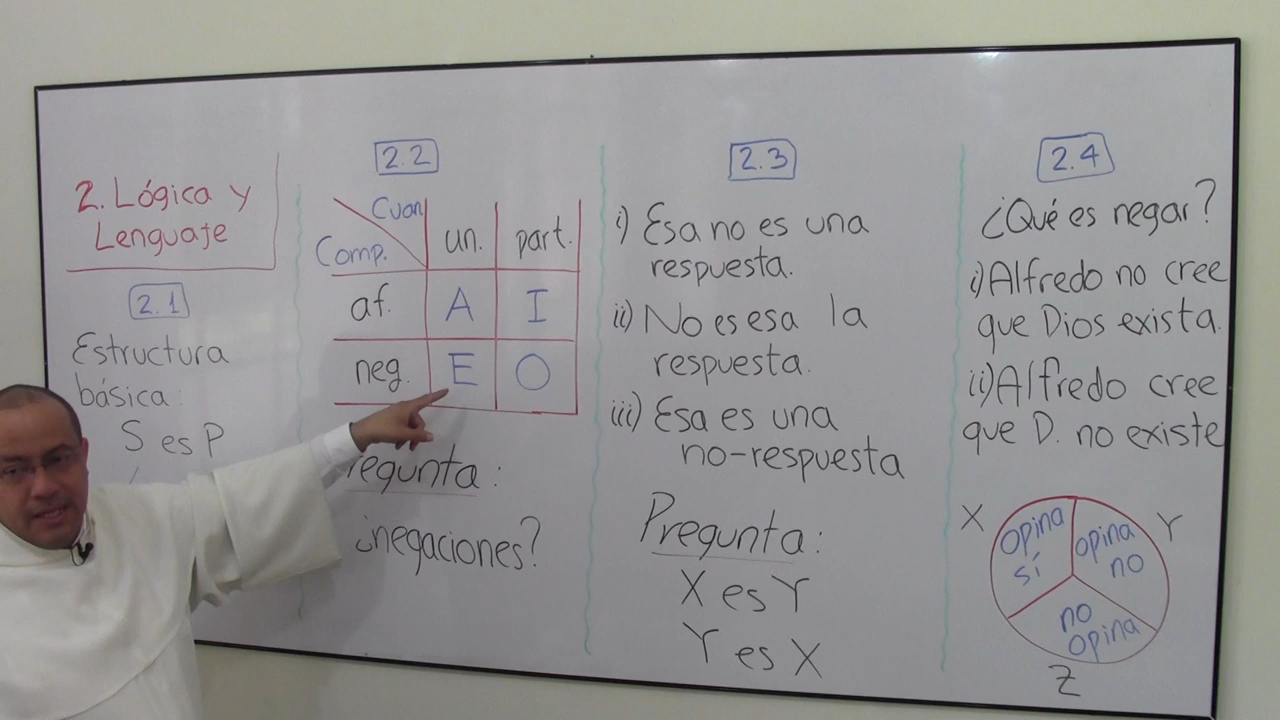 2. Lógica y
Lenguaje
2.1
Estructura
básica:
S es P
2.2
Cuan
Comp.
un. part.
af. A I
neg. E O
regunta:
¿negaciones?
2.3
i) Esa no es una
respuesta.
ii) No es esa la
respuesta.
iii) Esa es una
no-respuesta
Pregunta:
X es Y
Y es X
2.4
¿Qué es negar?
i) Alfredo no cree
que Dios exista.
ii) Alfredo cree
que D. no existe
X
opina
sí
Y
opina
no
no
opina
Z